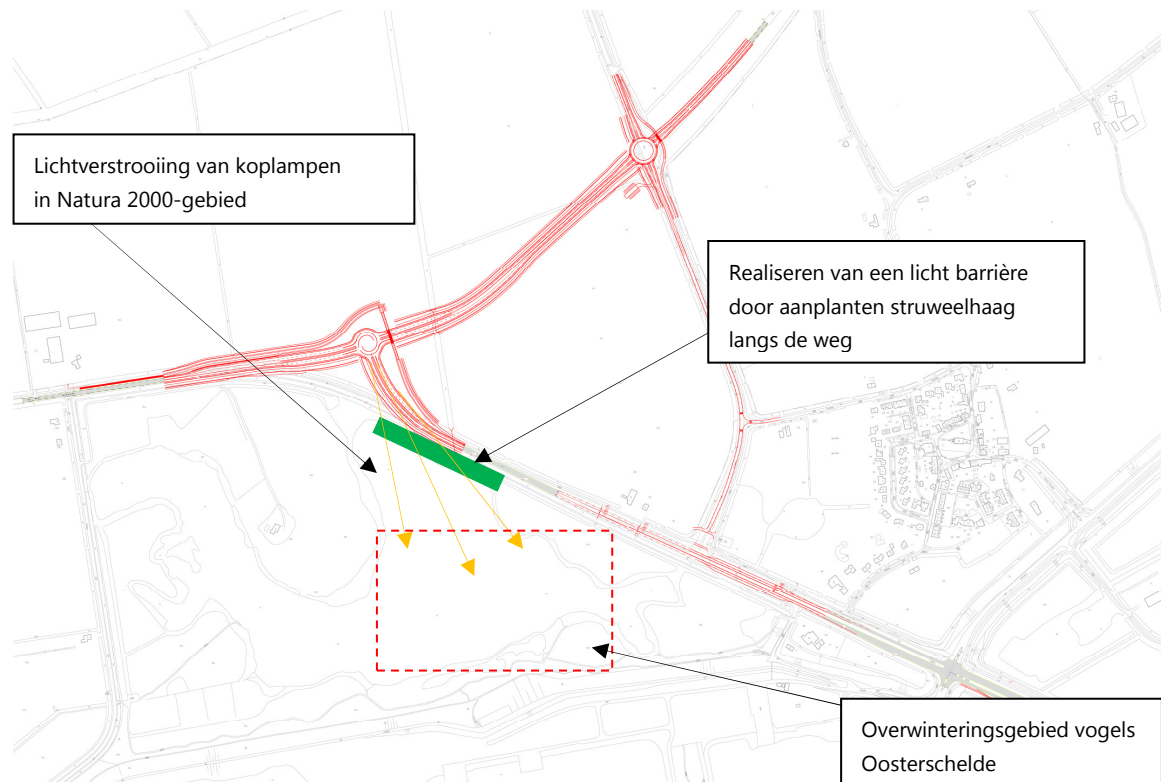 Lichtverstrooiing van koplampen
in Natura 2000-gebied
Realiseren van een licht barrière
door aanplanten struweelhaag
langs de weg
Overwinteringsgebied vogels
Oosterschelde